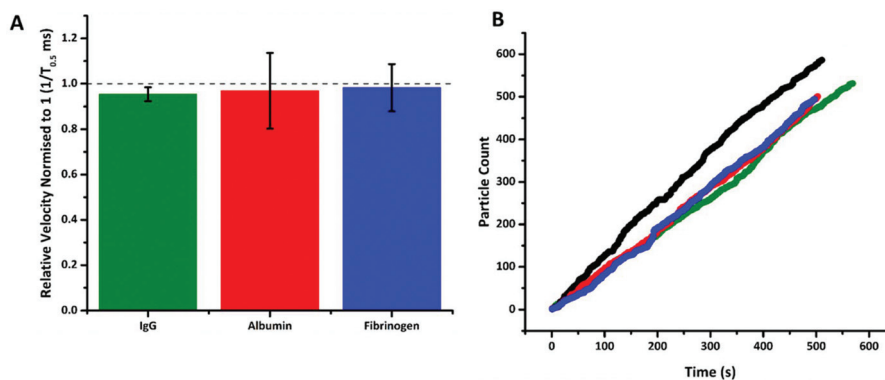 A
Relative Velocity Normised to 1 (1/T0.5 ms)
1.2
1.0
0.8
0.6
0.4
0.2
0.0
IgG Albumin Fibrinogen
B
Particle Count
600
500
400
300
200
100
0
0 100 200 300 400 500 600
Time (s)